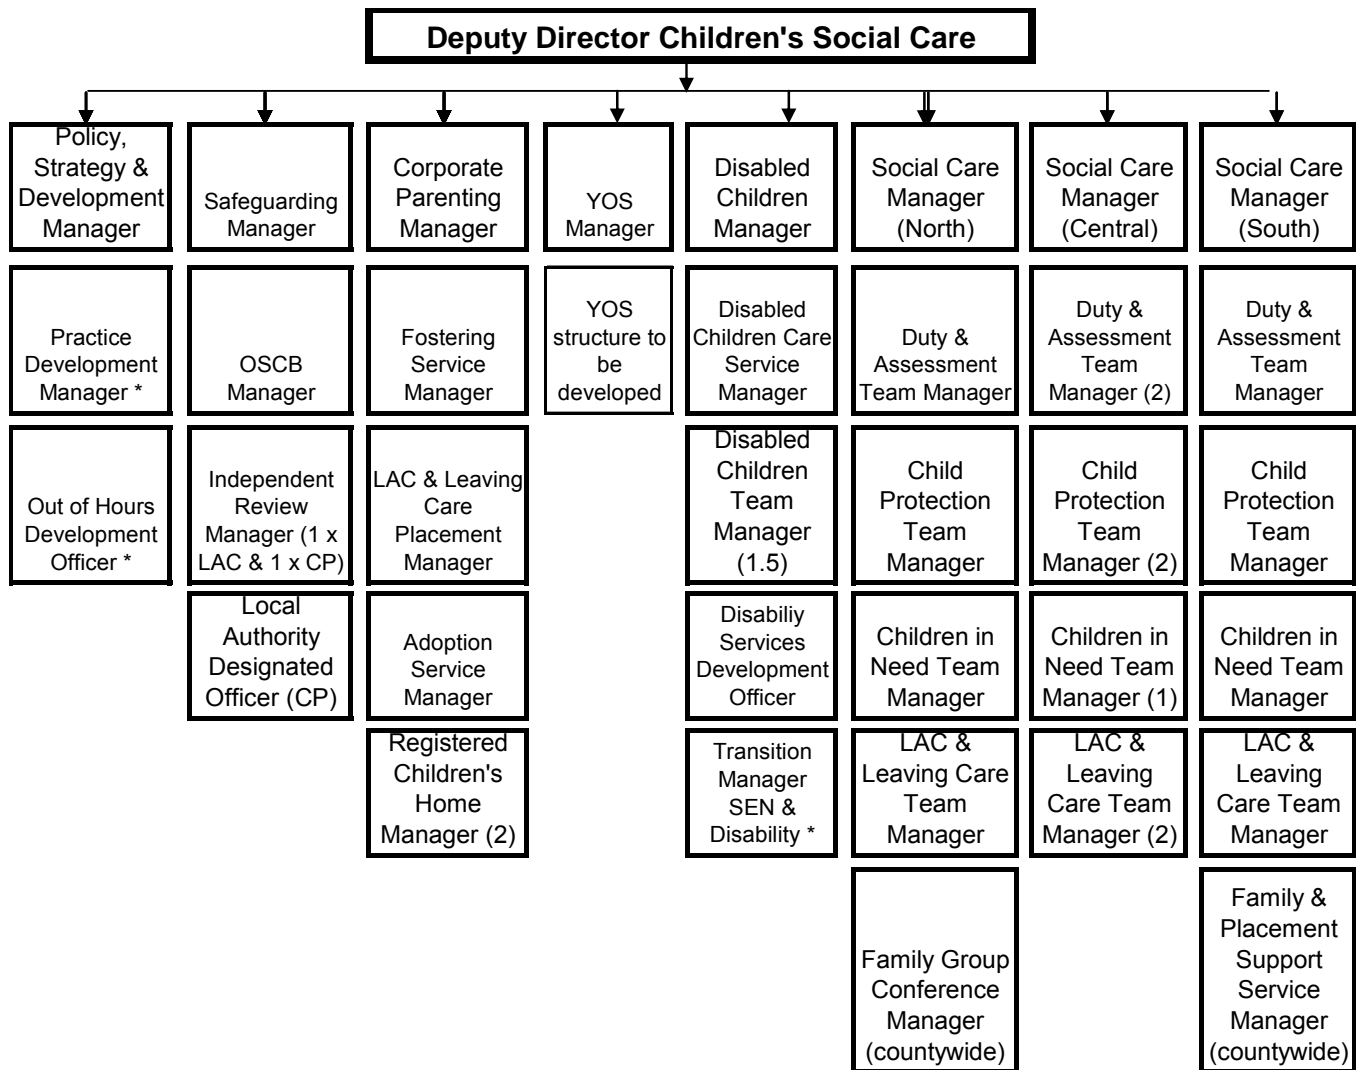 Deputy Director Children's Social Care
Policy,
Strategy &
Development
Manager
Safeguarding
Manager
Corporate
Parenting
Manager
YOS
Manager
Disabled
Children
Manager
Social Care
Manager
(North)
Social Care
Manager
(Central)
Social Care
Manager
(South)
Practice
Development
Manager *
OSCB
Manager
Fostering
Service
Manager
YOS
structure to
be
developed
Disabled
Children Care
Service
Manager
Duty &
Assessment
Team Manager
Duty &
Assessment
Team
Manager (2)
Duty &
Assessment
Team
Manager
Out of Hours
Development
Officer *
Independent
Review
Manager (1 x
LAC & 1 x CP)
LAC & Leaving
Care
Placement
Manager
Disabled
Children
Team
Manager
(1.5)
Child
Protection
Team
Manager
Child
Protection
Team
Manager (2)
Child
Protection
Team
Manager
Local
Authority
Designated
Officer (CP)
Adoption
Service
Manager
Disabiliy
Services
Development
Officer
Children in
Need Team
Manager
Children in
Need Team
Manager (1)
Children in
Need Team
Manager
Registered
Children's
Home
Manager (2)
Transition
Manager
SEN &
Disability *
LAC &
Leaving Care
Team
Manager
LAC &
Leaving
Care Team
Manager (2)
LAC &
Leaving
Care Team
Manager
Family Group
Conference
Manager
(countywide)
Family &
Placement
Support
Service
Manager
(countywide)